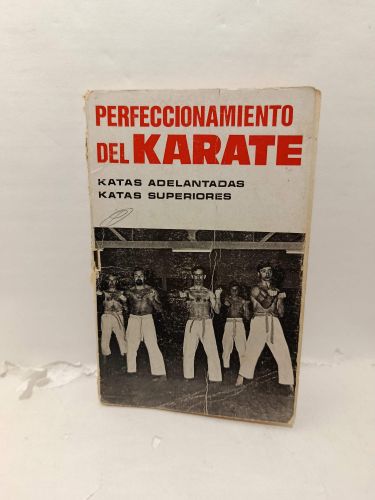 PERFECCIONAMIENTO
DEL KARATE
KATAS ADELANTADAS
KATAS SUPERIORES